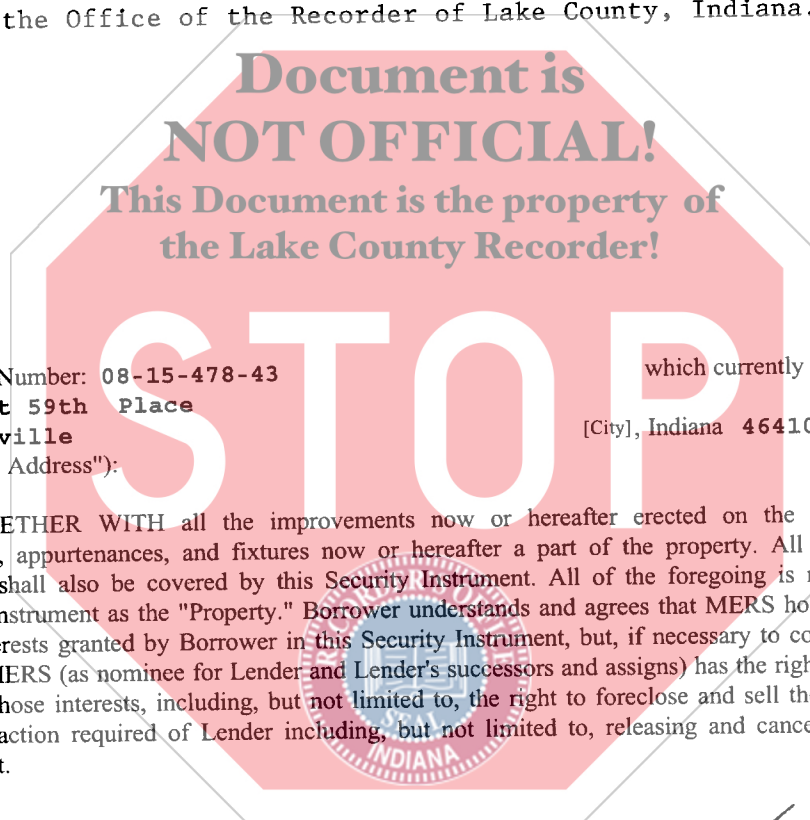 the Office of the Recorder of Lake County, Indiana.
Document is
NOT OFFICIAL!
This Document is the property of
the Lake County Recorder!
STOP
Number: 08-15-478-43 which currently
t 59th Place
ville [City], Indiana 46410
Address"):
ETHER WITH all the improvements now or hereafter erected on the
, appurtenances, and fixtures now or hereafter a part of the property. All
shall also be covered by this Security Instrument. All of the foregoing is r
nstrument as the "Property." Borrower understands and agrees that MERS ho
rests granted by Borrower in this Security Instrument, but, if necessary to co
MERS (as nominee for Lender and Lender's successors and assigns) has the righ
hose interests, including, but not limited to, the right to foreclose and sell th
action required of Lender including, but not limited to, releasing and cance
t.
SEAL
INDIANA